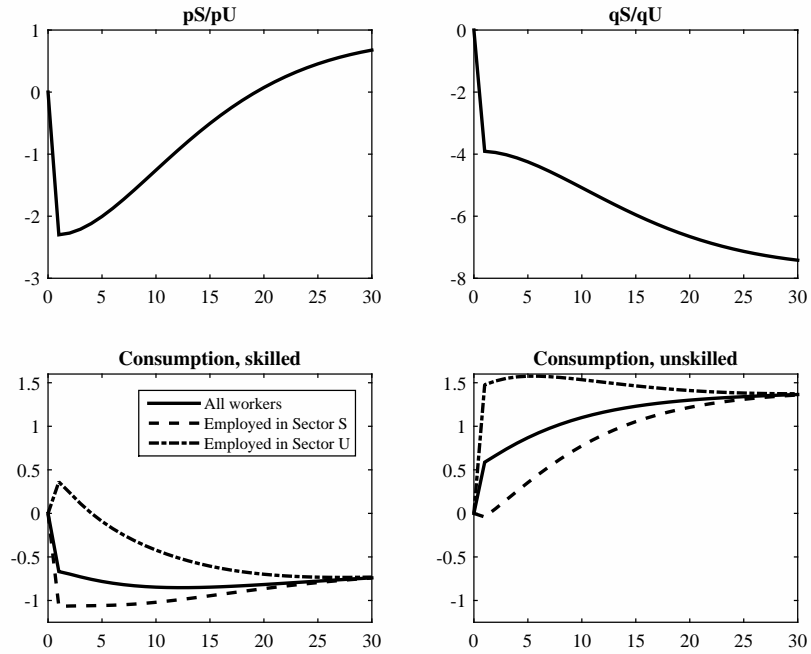 pS/pU
1
0
-1
-2
-3
0 5 10 15 20 25 30
qS/qU
0
-2
-4
-6
-8
0 5 10 15 20 25 30
Consumption, skilled
1.5
1
0.5
0
-0.5
-1
All workers
Employed in Sector S
Employed in Sector U
0 5 10 15 20 25 30
Consumption, unskilled
1.5
1
0.5
0
-0.5
-1
0 5 10 15 20 25 30